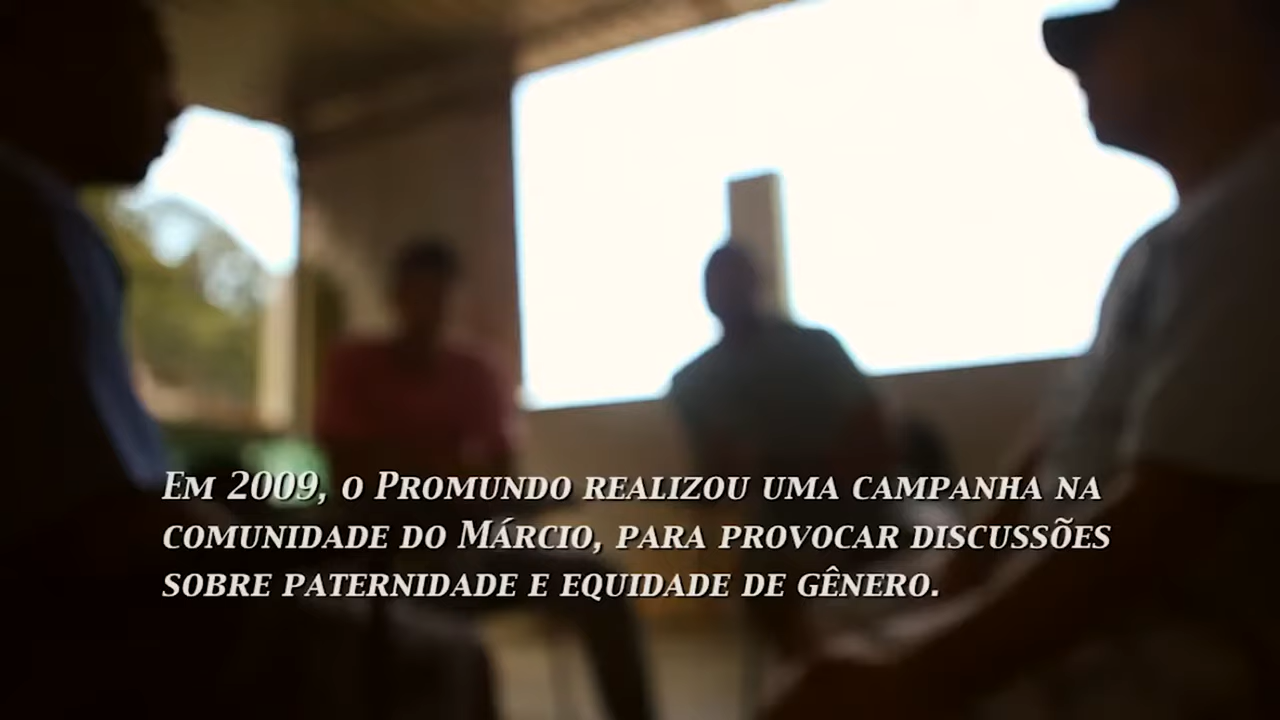 Em 2009, o Promundo realizou uma campanha na
comunidade do Márcio, para provocar discussões
sobre paternidade e equidade de gênero.